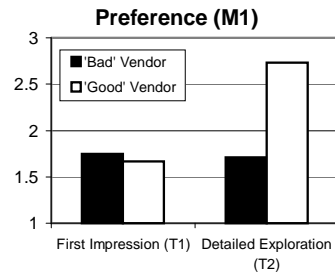 Preference (M1)
3
2.5
2
1.5
1
'Bad' Vendor
'Good' Vendor
First Impression (T1)
Detailed Exploration
(T2)